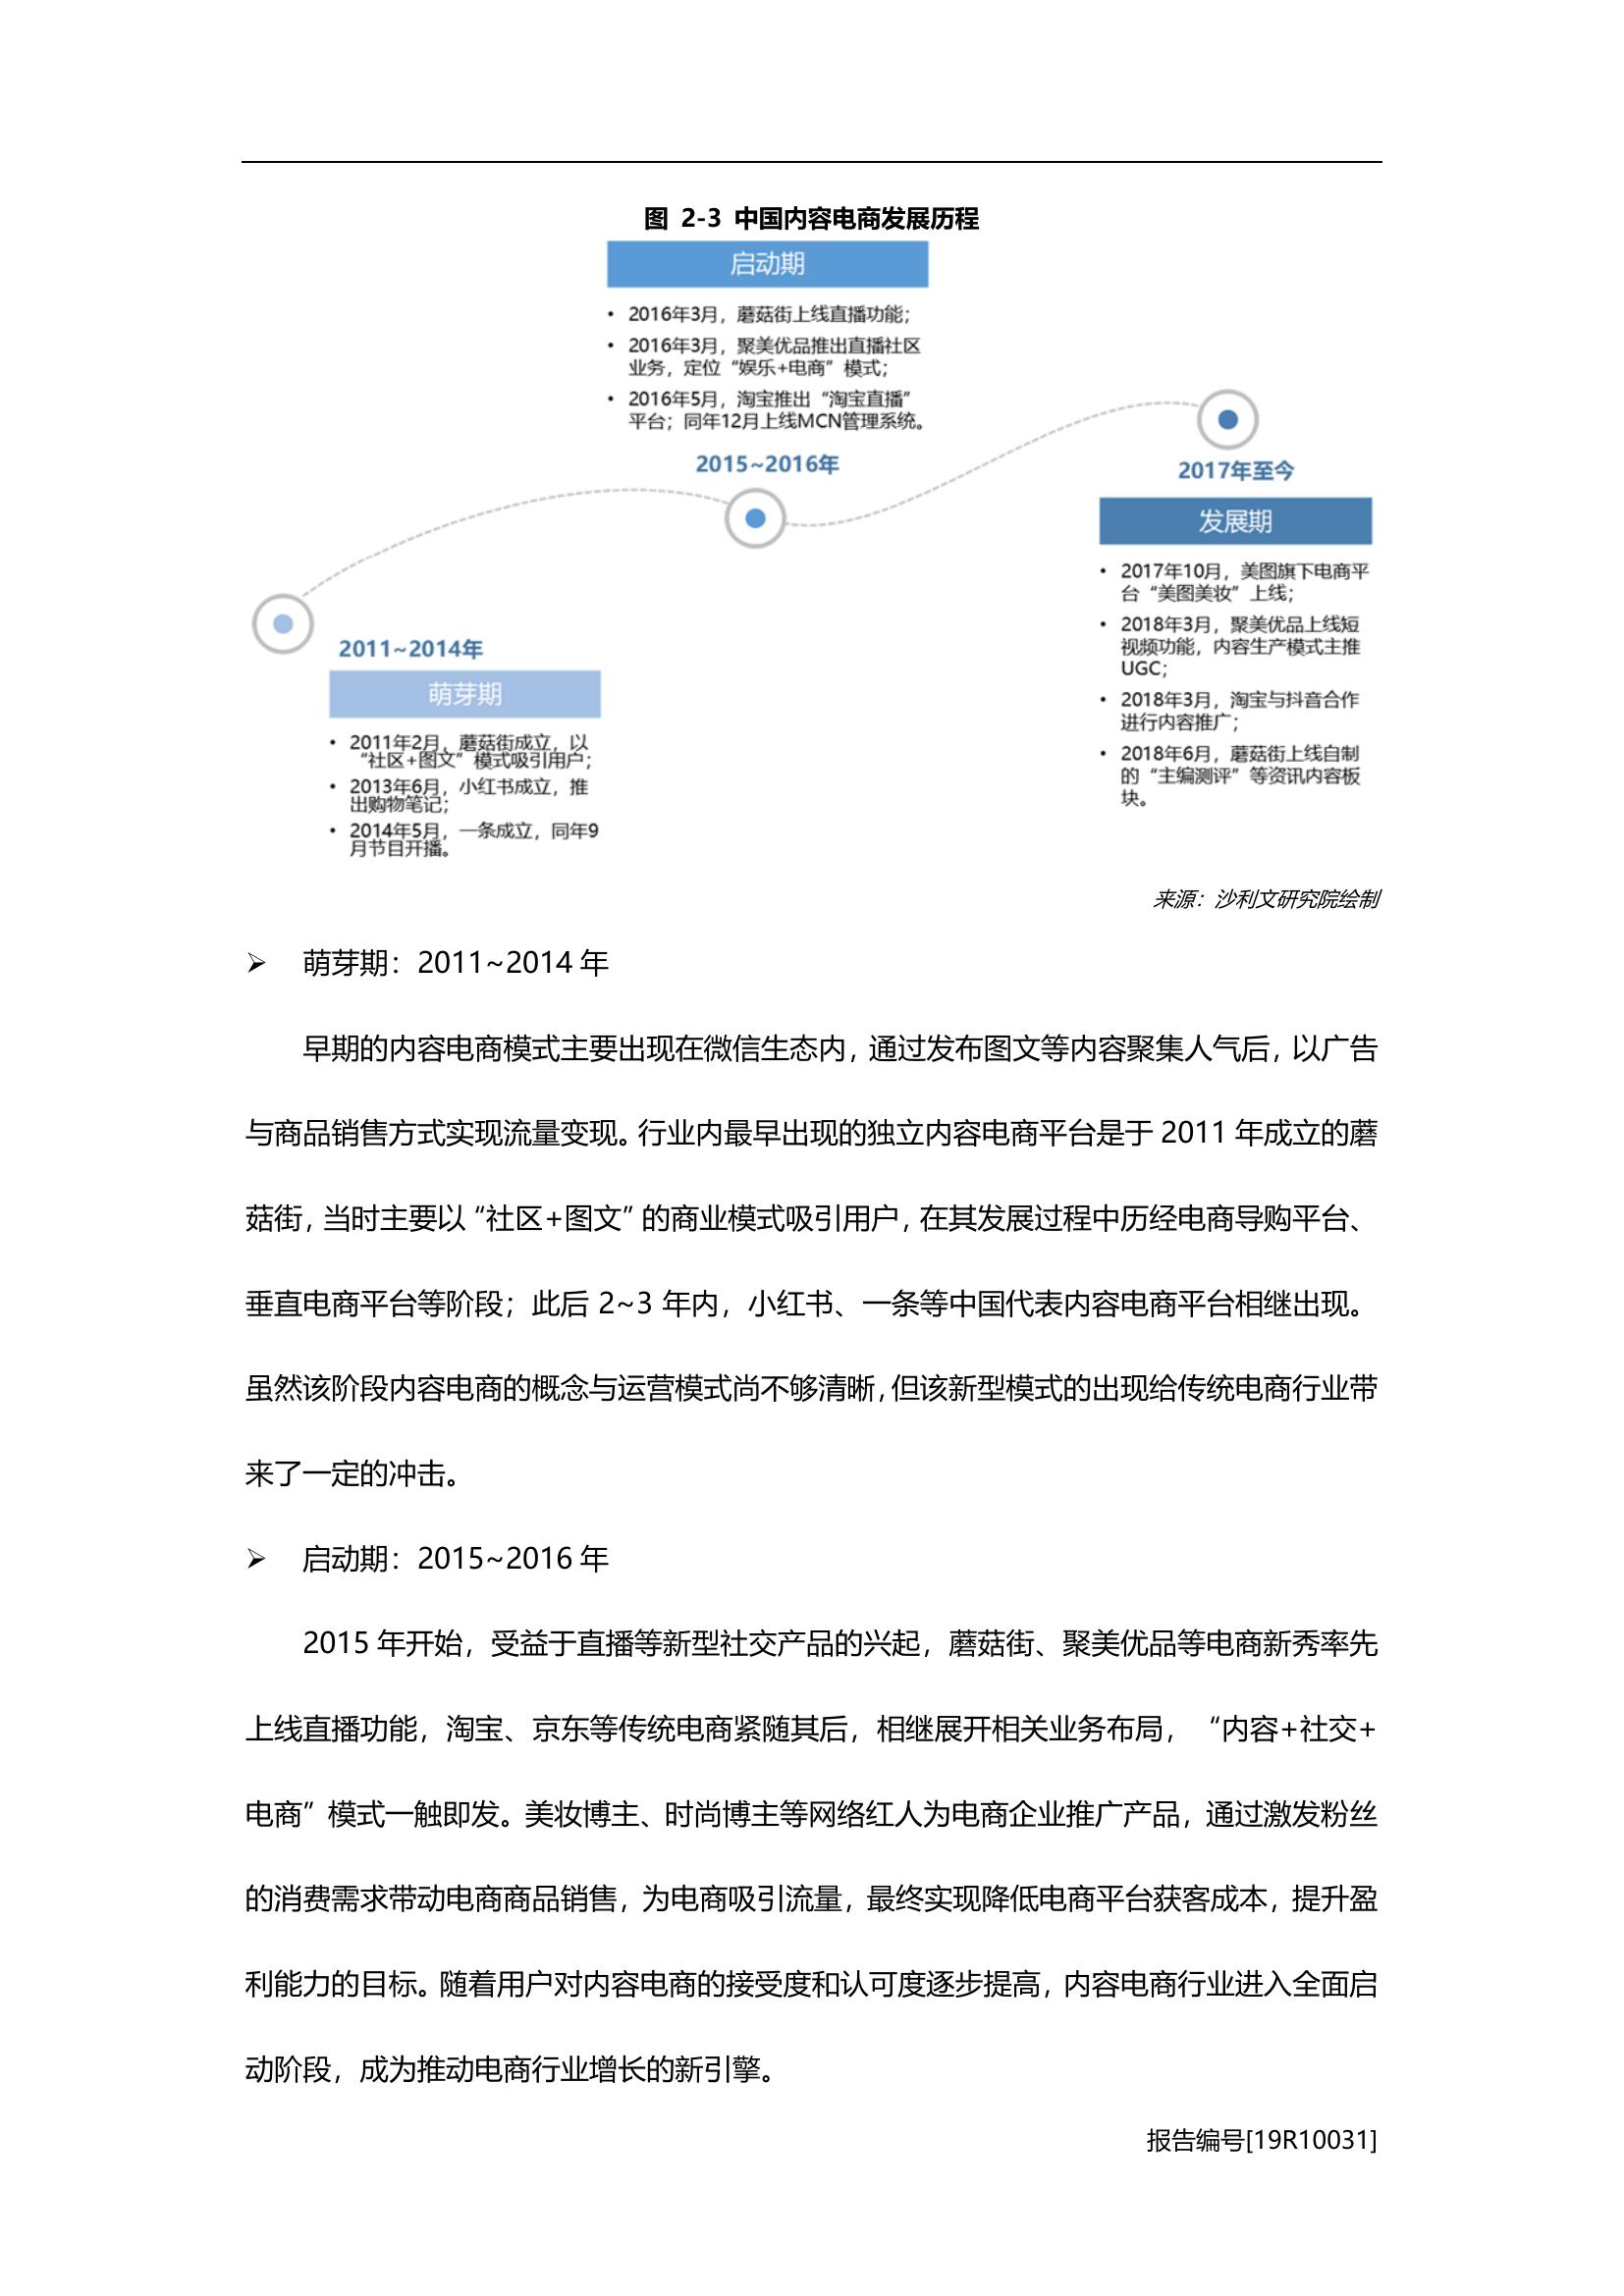 图 2-3 中国内容电商发展历程
启动期
• 2016年3月，蘑菇街上线直播功能；
• 2016年3月，聚美优品推出直播社区
业务，定位“娱乐+电商”模式；
• 2016年5月，淘宝推出“淘宝直播”
平台；同年12月上线MCN管理系统。
2015~2016年
2017年至今
发展期
• 2017年10月，美图旗下电商平
台“美图美妆”上线；
• 2018年3月，聚美优品上线短
视频功能，内容生产模式主推
UGC；
• 2018年3月，淘宝与抖音合作
进行内容推广；
• 2018年6月，蘑菇街上线自制
的“主编测评”等资讯内容板
块。
2011~2014年
萌芽期
• 2011年2月，蘑菇街成立，以
“社区+图文”模式吸引用户；
• 2013年6月，小红书成立，推
出购物笔记；
• 2014年5月，一条成立，同年9
月节目开播。
来源：沙利文研究院绘制
➢ 萌芽期：2011~2014 年
早期的内容电商模式主要出现在微信生态内，通过发布图文等内容聚集人气后，以广告
与商品销售方式实现流量变现。行业内最早出现的独立内容电商平台是于 2011 年成立的蘑
菇街，当时主要以“社区+图文”的商业模式吸引用户，在其发展过程中历经电商导购平台、
垂直电商平台等阶段；此后 2~3 年内，小红书、一条等中国代表内容电商平台相继出现。
虽然该阶段内容电商的概念与运营模式尚不够清晰，但该新型模式的出现给传统电商行业带
来了一定的冲击。
➢ 启动期：2015~2016 年
2015 年开始，受益于直播等新型社交产品的兴起，蘑菇街、聚美优品等电商新秀率先
上线直播功能，淘宝、京东等传统电商紧随其后，相继展开相关业务布局，“内容+社交+
电商”模式一触即发。美妆博主、时尚博主等网络红人为电商企业推广产品，通过激发粉丝
的消费需求带动电商商品销售，为电商吸引流量，最终实现降低电商平台获客成本，提升盈
利能力的目标。随着用户对内容电商的接受度和认可度逐步提高，内容电商行业进入全面启
动阶段，成为推动电商行业增长的新引擎。
报告编号[19R10031]